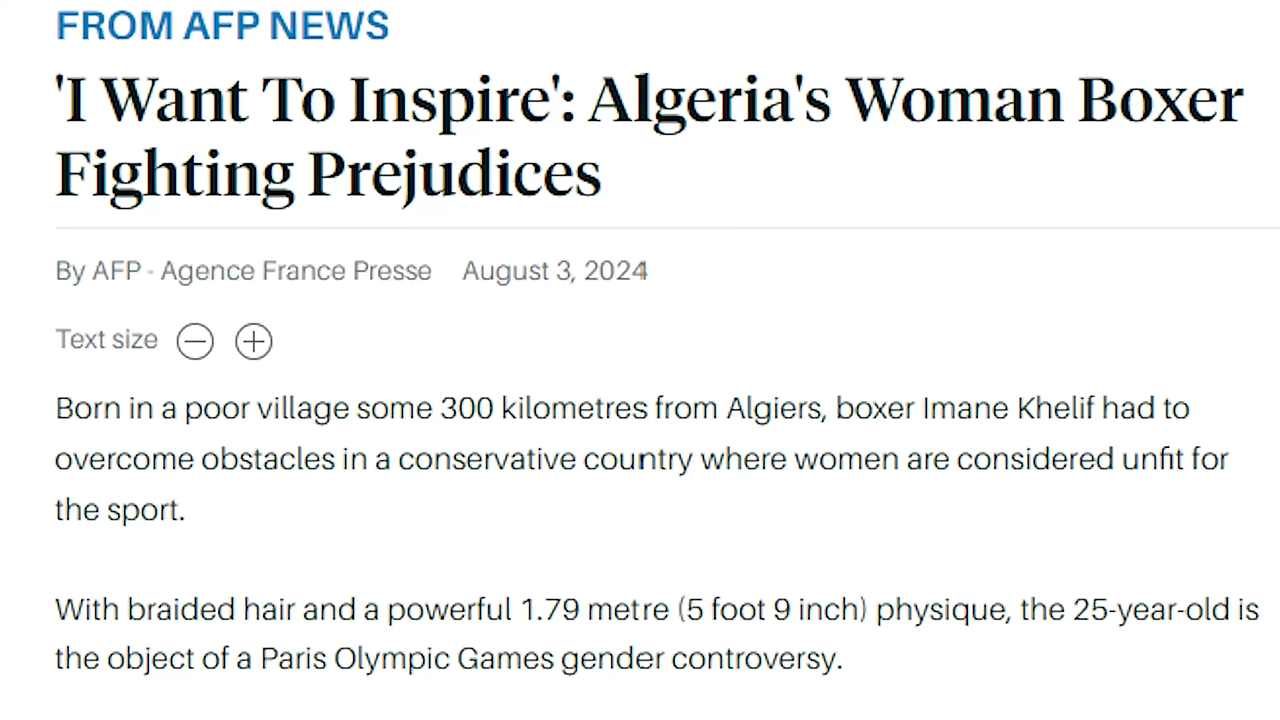 FROM AFP NEWS
'I Want To Inspire': Algeria's Woman Boxer
Fighting Prejudices
By AFP - Agence France Presse August 3, 2024
Text size
Born in a poor village some 300 kilometres from Algiers, boxer Imane Khelif had to
overcome obstacles in a conservative country where women are considered unfit for
the sport.
With braided hair and a powerful 1.79 metre (5 foot 9 inch) physique, the 25-year-old is
the object of a Paris Olympic Games gender controversy.